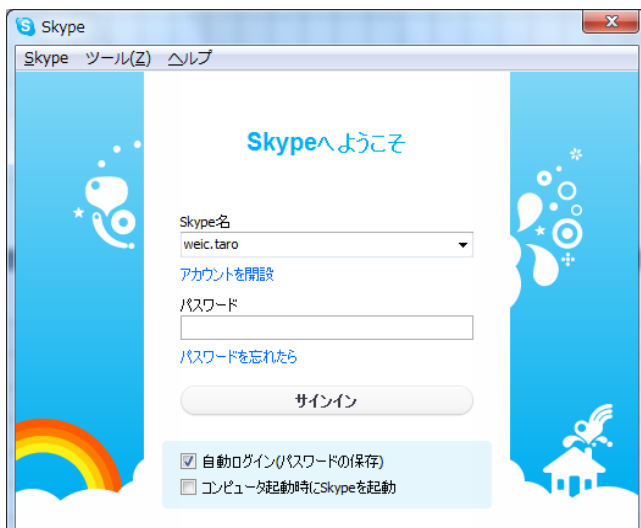 Skype
Skype ツール(Z) ヘルプ
Skypeへようこそ
Skype名
weic.taro
アカウントを開設
パスワード
パスワードを忘れたら
サインイン
自動ログイン(パスワードの保存)
コンピュータ起動時にSkypeを起動